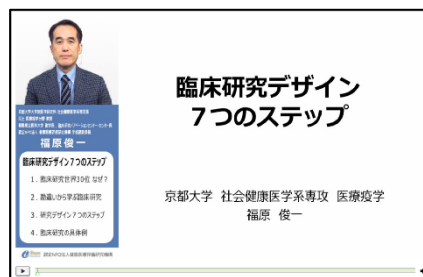 福原俊一
臨床研究デザイン7つのステップ
1. 臨床研究世界30位 なぜ?
2. 勘違いから学ぶ臨床研究
3. 研究デザイン7つのステップ
4. 臨床研究の具体例
臨床研究デザイン
7つのステップ
京都大学 社会健康医学系専攻 医療疫学
福原 俊一